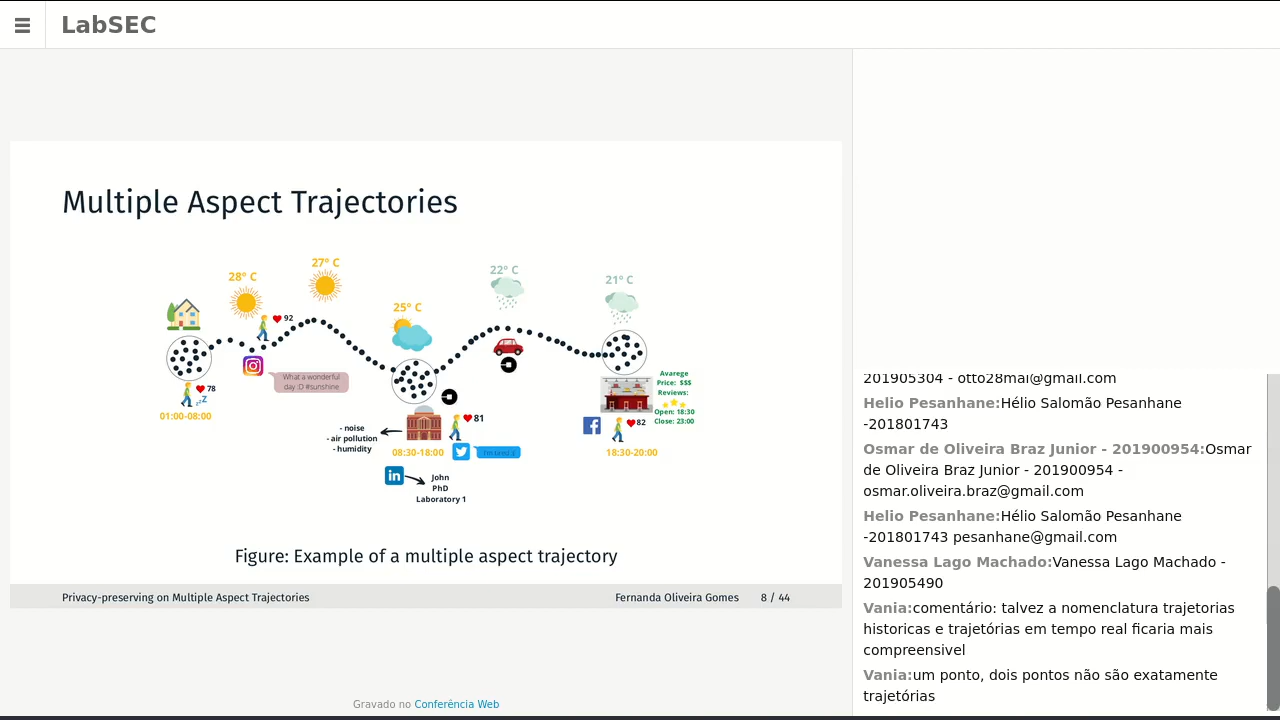 LabSEC
Multiple Aspect Trajectories
27° C
28° C
22° C
21° C
25° C
92
What a wonderful
day :D #sunshine
78
Z
01:00-08:00
Avarege
Price: $$$
Reviews:
Open: 18:30
Close: 23:00
81
82
- noise
- air pollution
- humidity
08:30-18:00
18:30-20:00
John
PhD
Laboratory 1
Figure: Example of a multiple aspect trajectory
Privacy-preserving on Multiple Aspect Trajectories
Fernanda Oliveira Gomes
8 / 44
Gravado no Conferência Web
201905304 - otto28mai@gmail.com
Helio Pesanhane:Hélio Salomão Pesanhane
-201801743
Osmar de Oliveira Braz Junior - 201900954:Osmar
de Oliveira Braz Junior - 201900954 -
osmar.oliveira.braz@gmail.com
Helio Pesanhane:Hélio Salomão Pesanhane
-201801743 pesanhane@gmail.com
Vanessa Lago Machado:Vanessa Lago Machado -
201905490
Vania:comentário: talvez a nomenclatura trajetorias
historicas e trajetórias em tempo real ficaria mais
compreensivel
Vania:um ponto, dois pontos não são exatamente
trajetórias